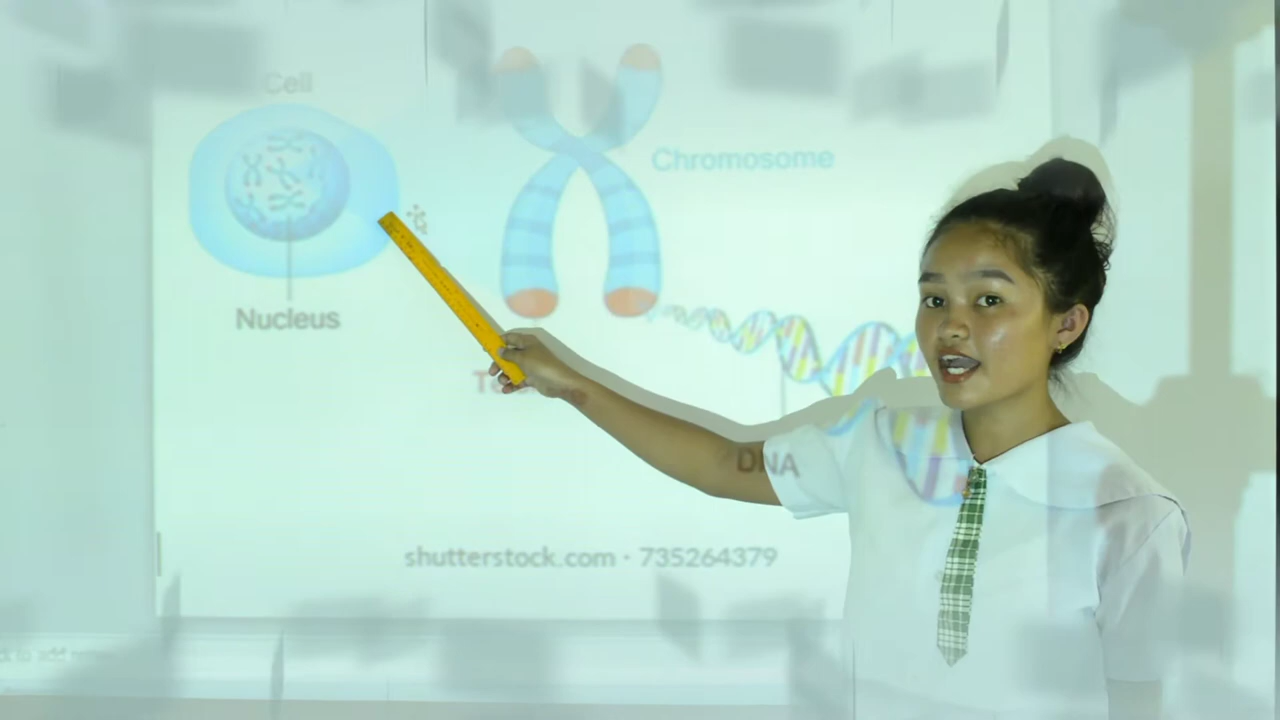 Cell
Chromosome
Nucleus
DNA
shutterstock.com · 735264379